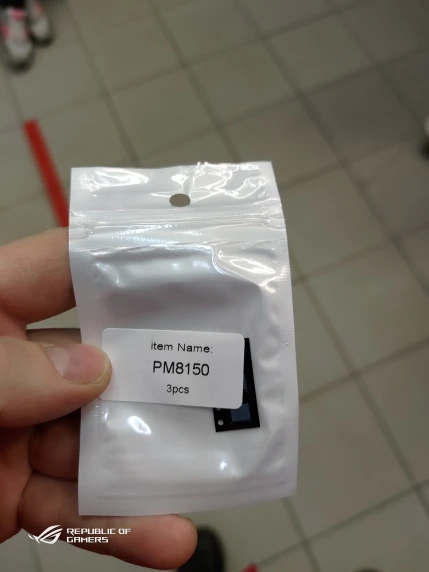 item Name:
PM8150
3pcs
REPUBLIC OF
GAMERS